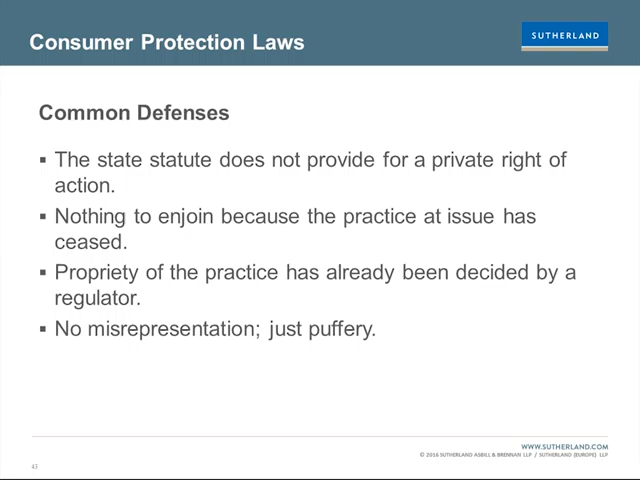 Consumer Protection Laws
SUTHERLAND
Common Defenses
▪ The state statute does not provide for a private right of
action.
▪ Nothing to enjoin because the practice at issue has
ceased.
▪ Propriety of the practice has already been decided by a
regulator.
▪ No misrepresentation; just puffery.
WWW.SUTHERLAND.COM
© 2016 SUTHERLAND ASBILL & BRENNAN LLP / SUTHERLAND (EUROPE) LLP
43